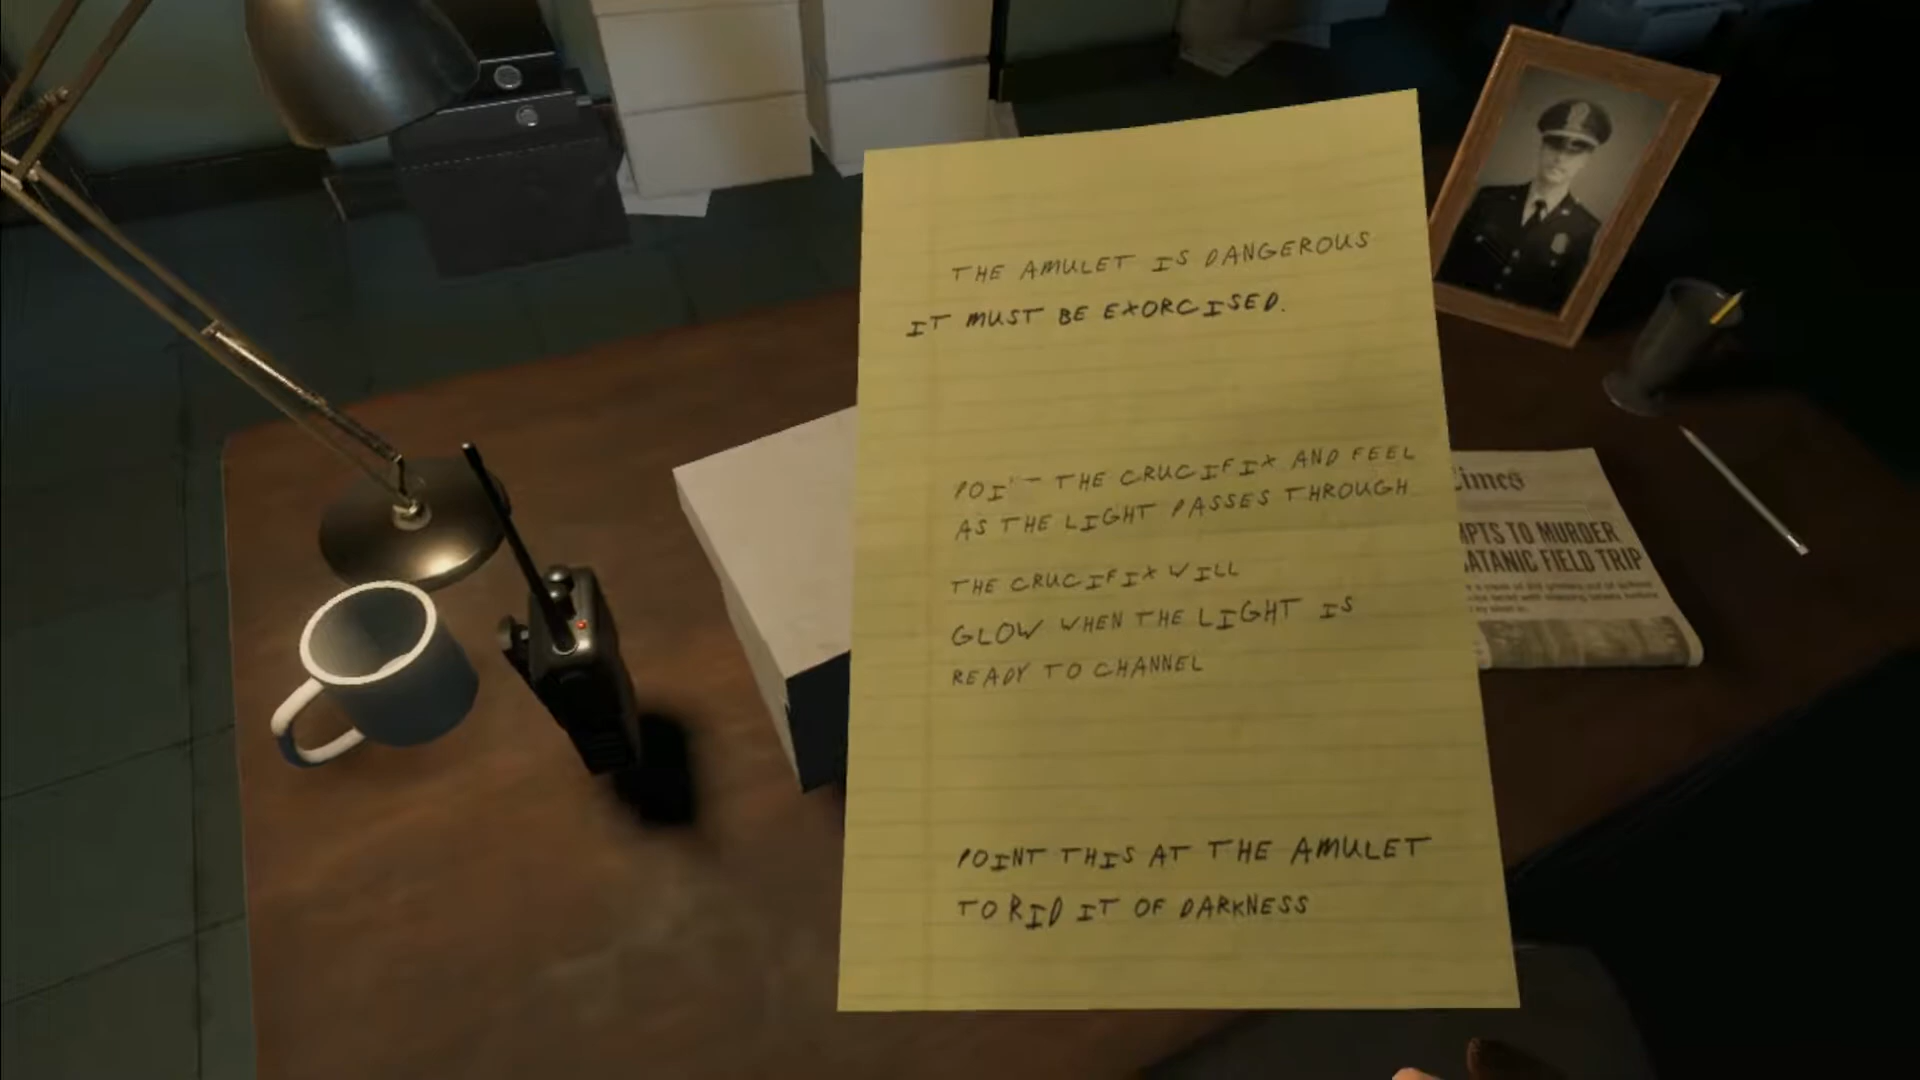 THE AMULET IS DANGEROUS
IT MUST BE EXORCISED.
POINT THE CRUCIFIX AND FEEL
AS THE LIGHT PASSES THROUGH
THE CRUCIFIX WILL
GLOW WHEN THE LIGHT IS
READY TO CHANNEL
POINT THIS AT THE AMULET
TO RID IT OF DARKNESS
Times
MPTS TO MURDER
SATANIC FIELD TRIP